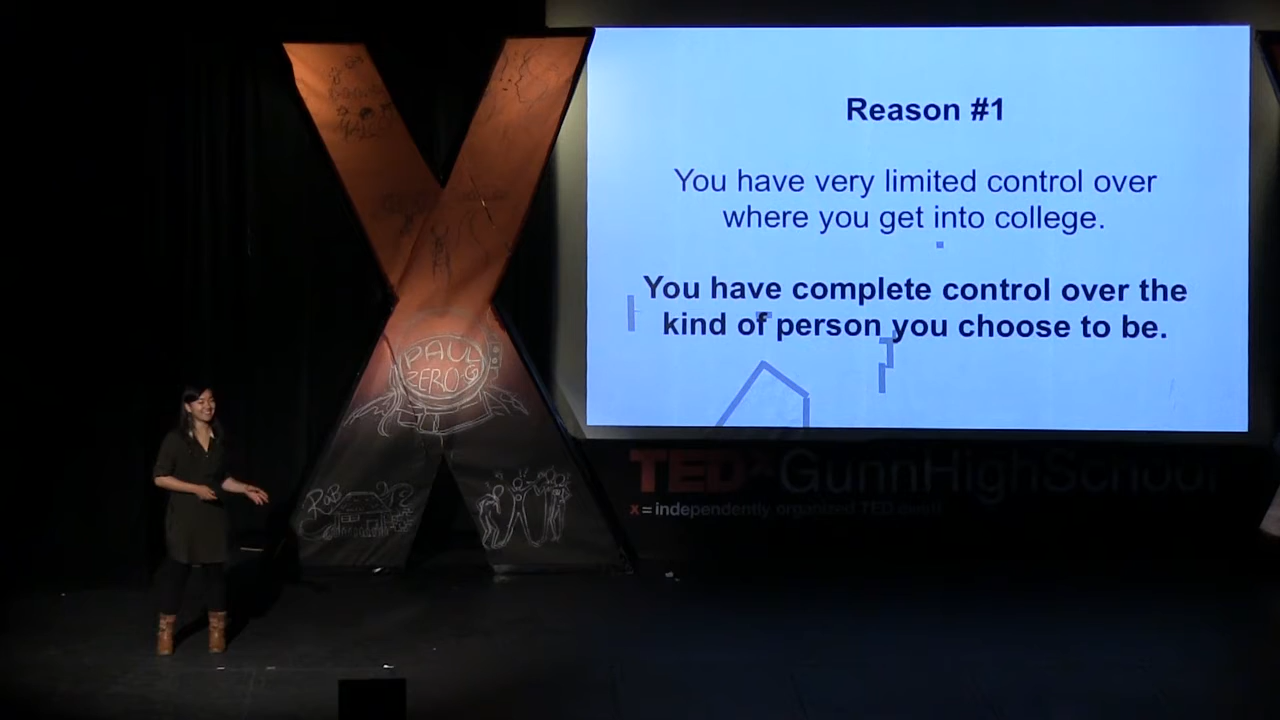 Reason #1
You have very limited control over
where you get into college.
You have complete control over the
kind of person you choose to be.
PAUL
ZERO-G
ROB
TEDxGunnHighSchool
x = independently organized TED event